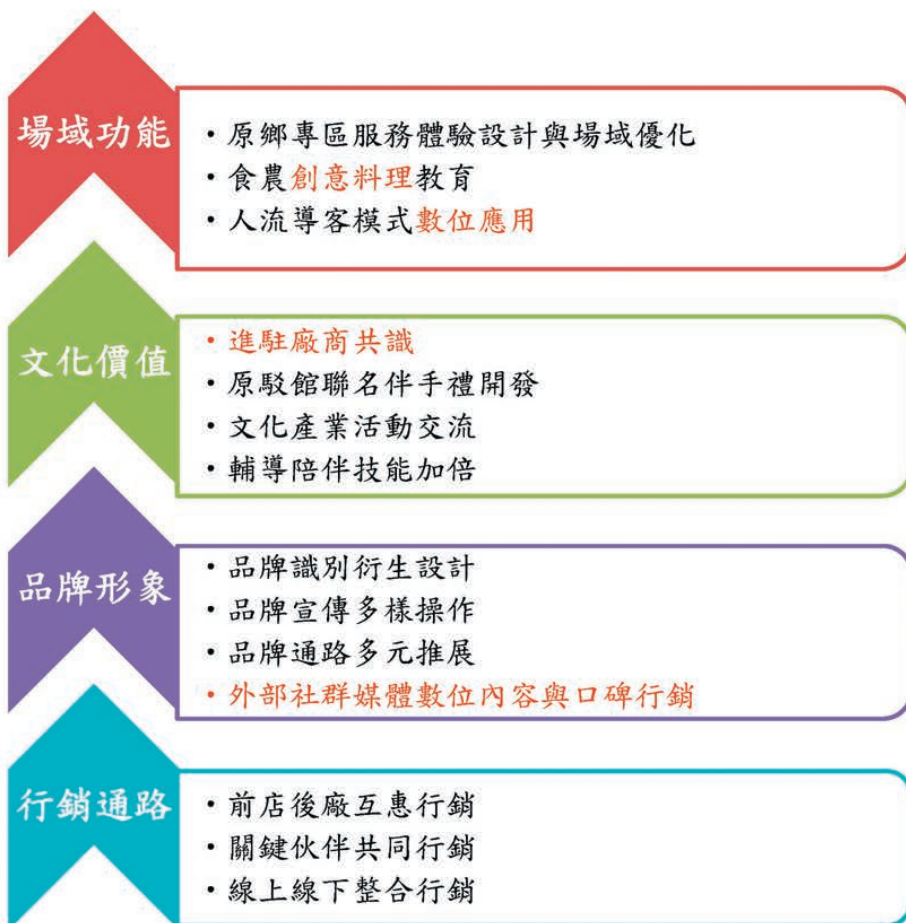 場域功能
・原鄉專區服務體驗設計與場域優化
・食農創意料理教育
・人流導客模式數位應用
文化價值
・進駐廠商共識
・原駁館聯名伴手禮開發
・文化產業活動交流
・輔導陪伴技能加倍
品牌形象
・品牌識別衍生設計
・品牌宣傳多樣操作
・品牌通路多元推展
・外部社群媒體數位內容與口碑行銷
行銷通路
・前店後廠互惠行銷
・關鍵伙伴共同行銷
・線上線下整合行銷